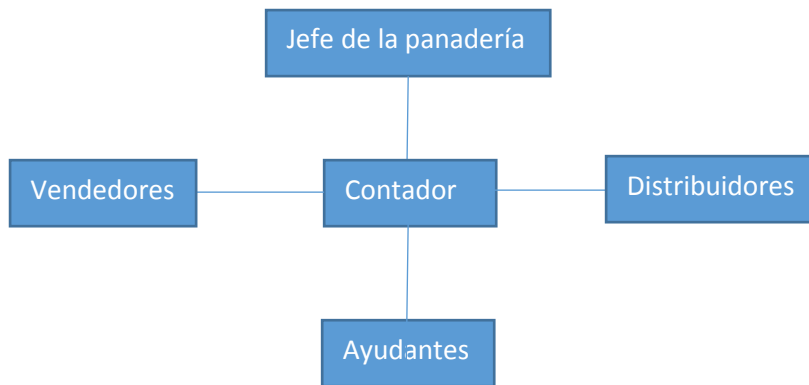 Jefe de la panadería
Vendedores
Contador
Distribuidores
Ayudantes